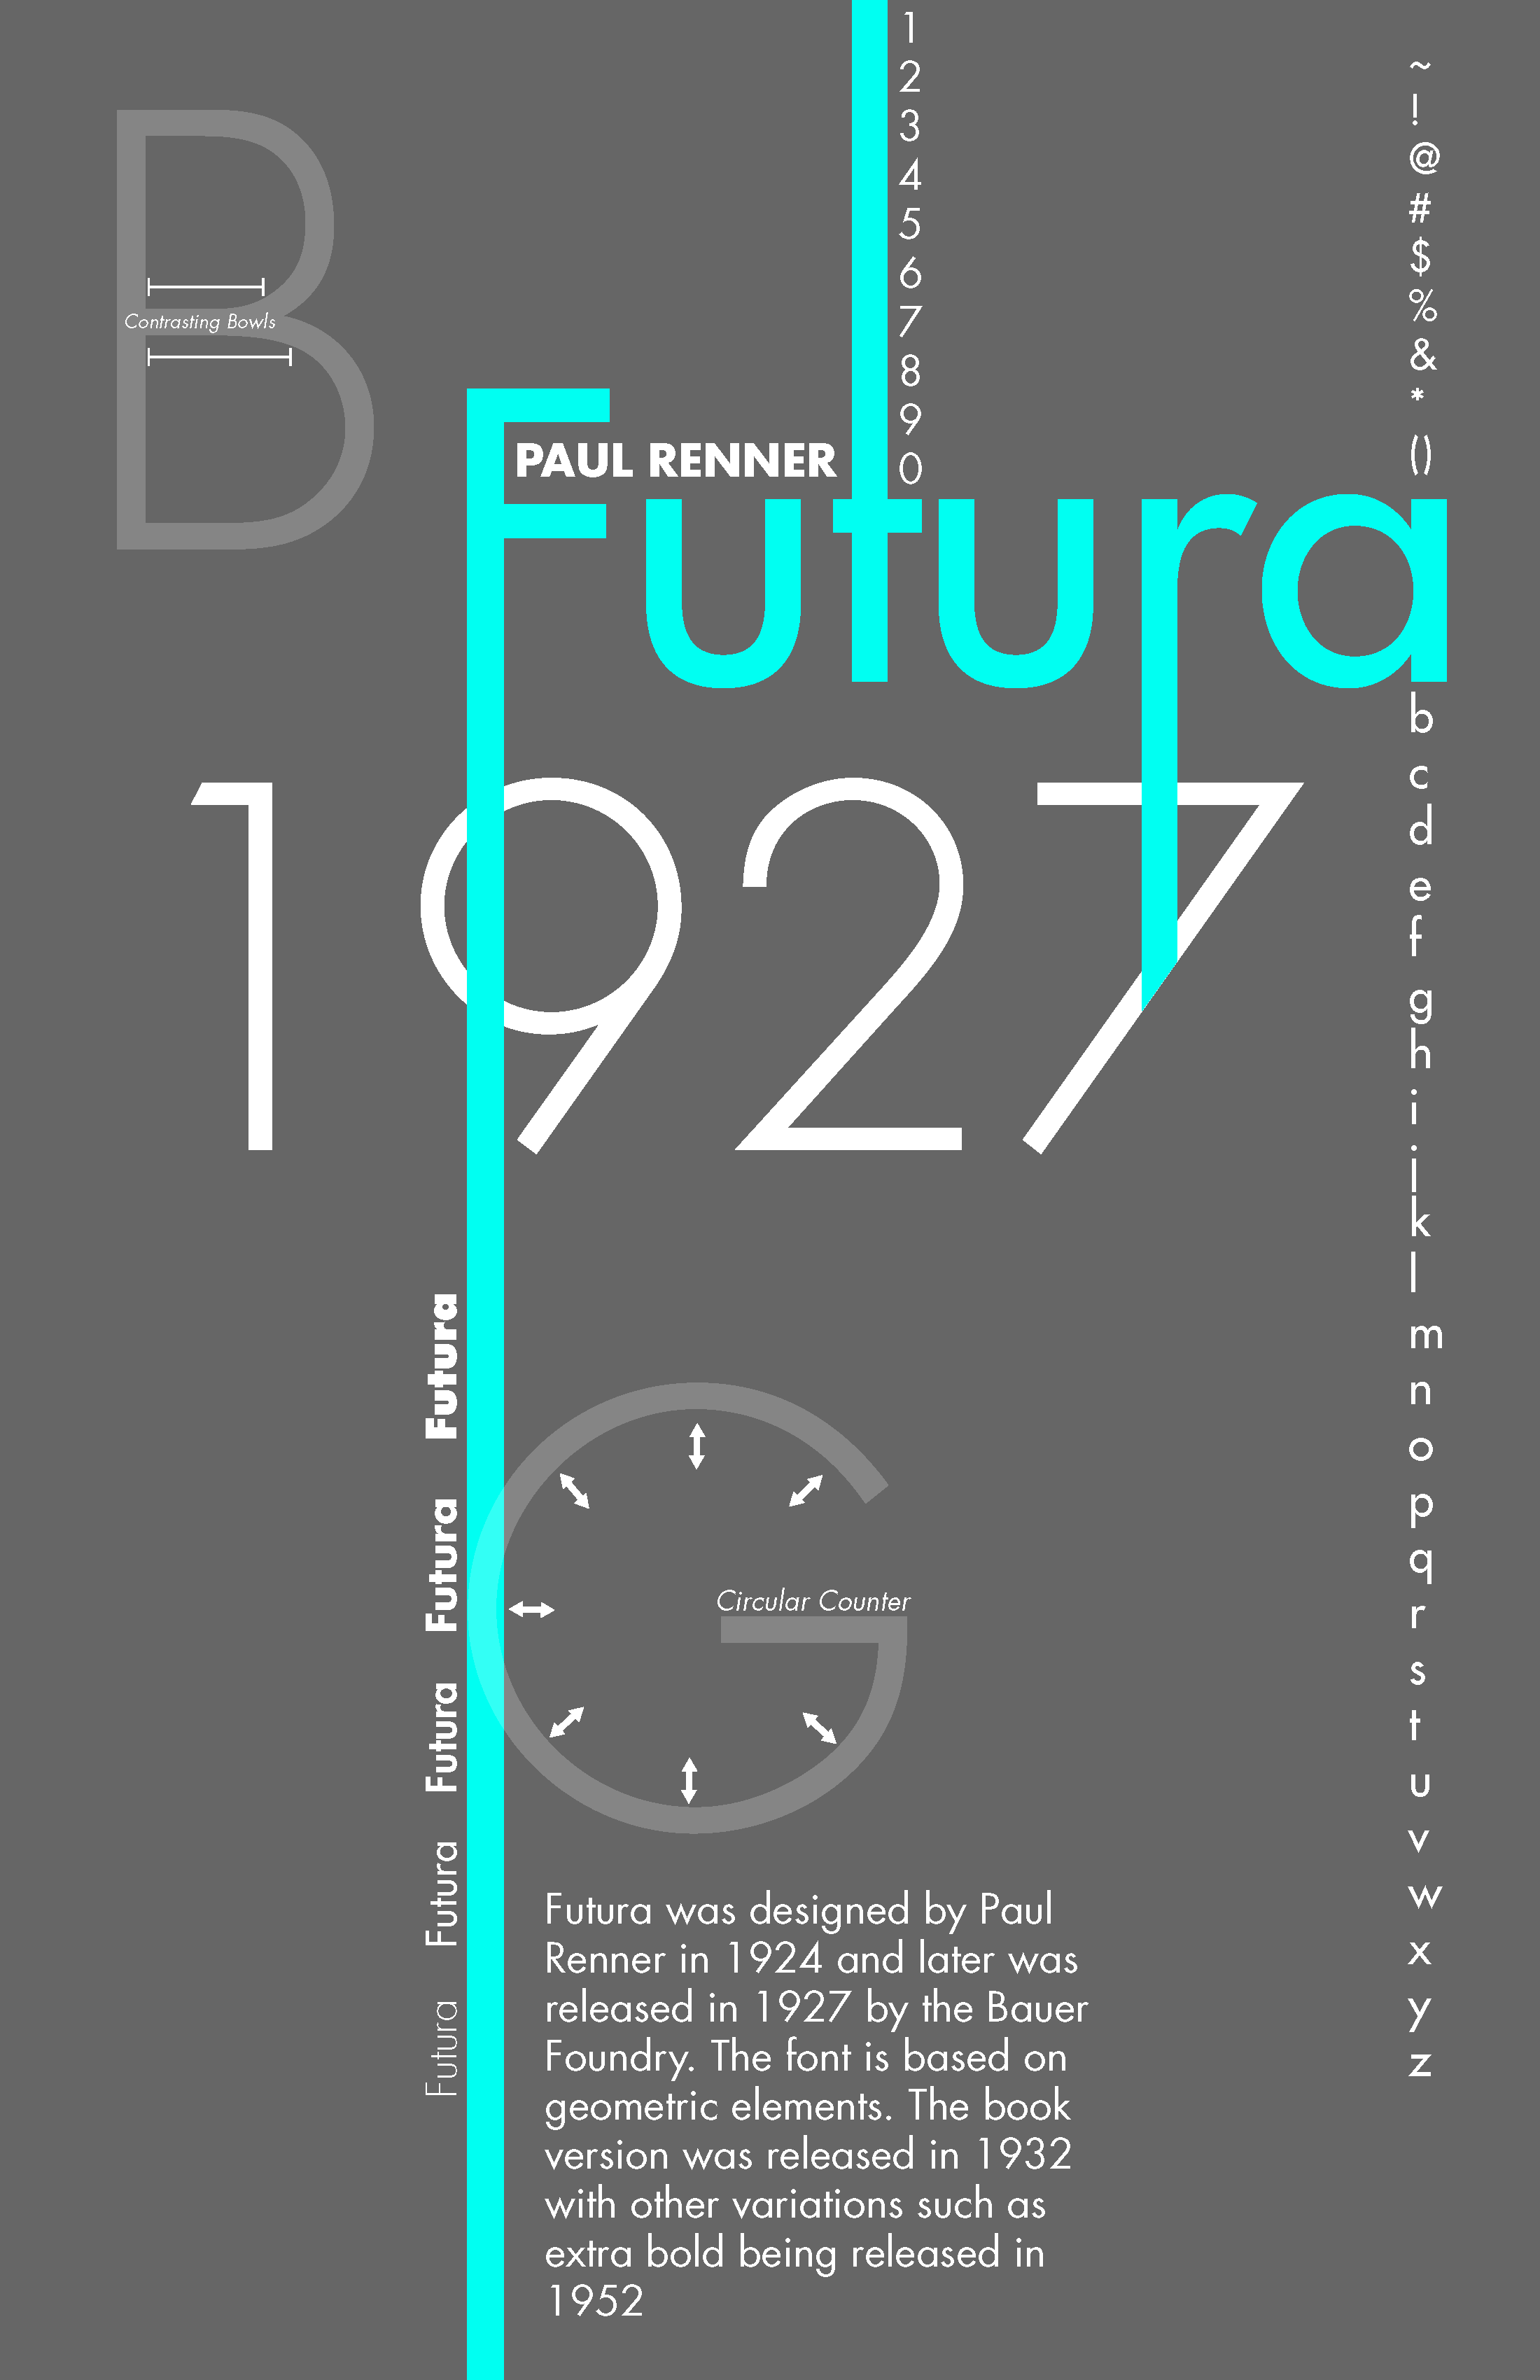 B
Contrasting Bowls
1
2
3
4
5
6
7
8
9
0
~
!
@
#
$
%
&
*
()
PAUL RENNER
Futura
b
c
d
e
f
g
h
i
j
k
l
m
n
o
p
q
r
s
t
u
v
w
x
y
z
1927
Futura
Futura
Futura
Futura
Futura
G
Circular Counter
Futura was designed by Paul
Renner in 1924 and later was
released in 1927 by the Bauer
Foundry. The font is based on
geometric elements. The book
version was released in 1932
with other variations such as
extra bold being released in
1952